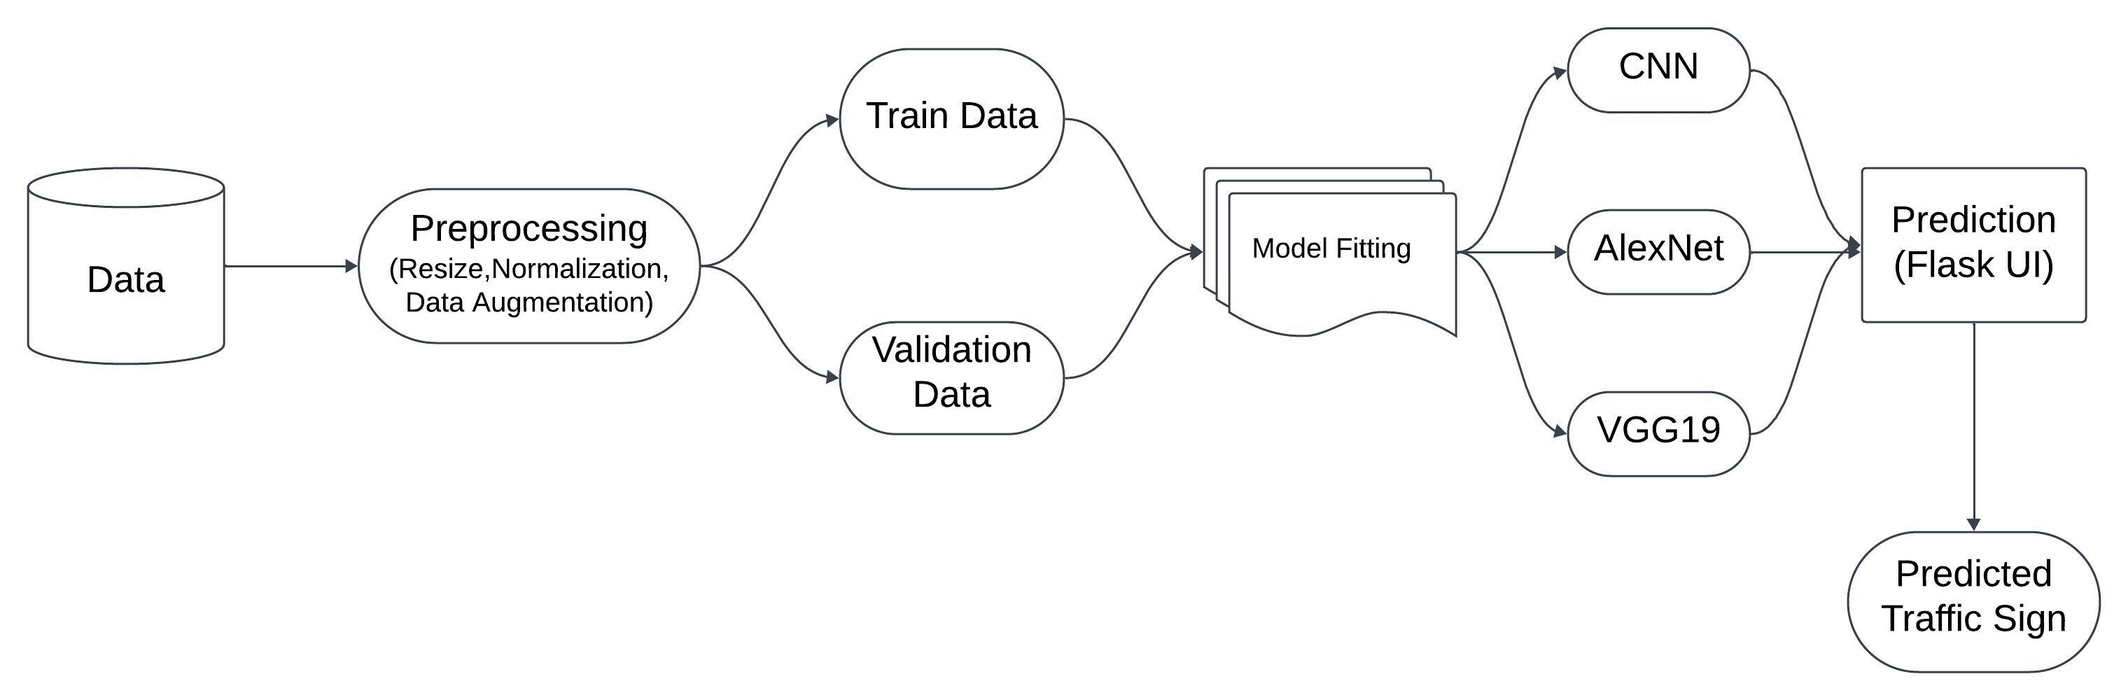 Data
Preprocessing
(Resize,Normalization,
Data Augmentation)
Train Data
Validation
Data
Model Fitting
CNN
AlexNet
VGG19
Prediction
(Flask UI)
Predicted
Traffic Sign